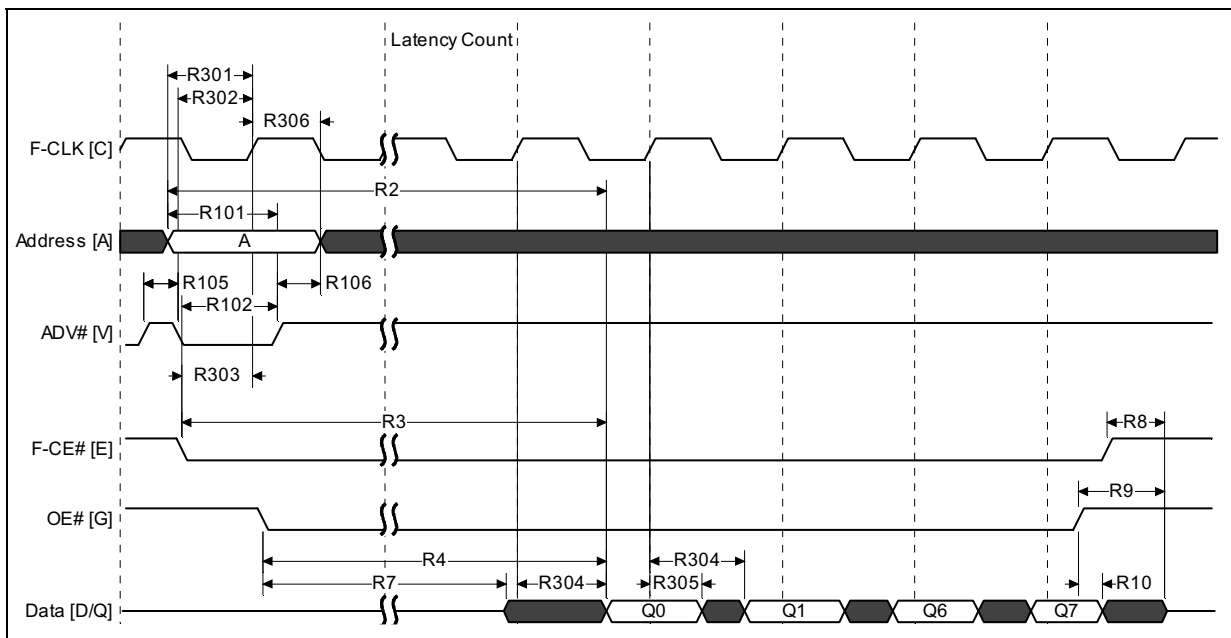 Latency Count
R301
R302
R306
F-CLK [C]
R2
R101
Address [A]
A
R105
R106
R102
ADV# [V]
R303
R3
R8
F-CE# [E]
R9
OE# [G]
R4
R304
R7
R304
R305
R10
Data [D/Q]
Q0
Q1
Q6
Q7